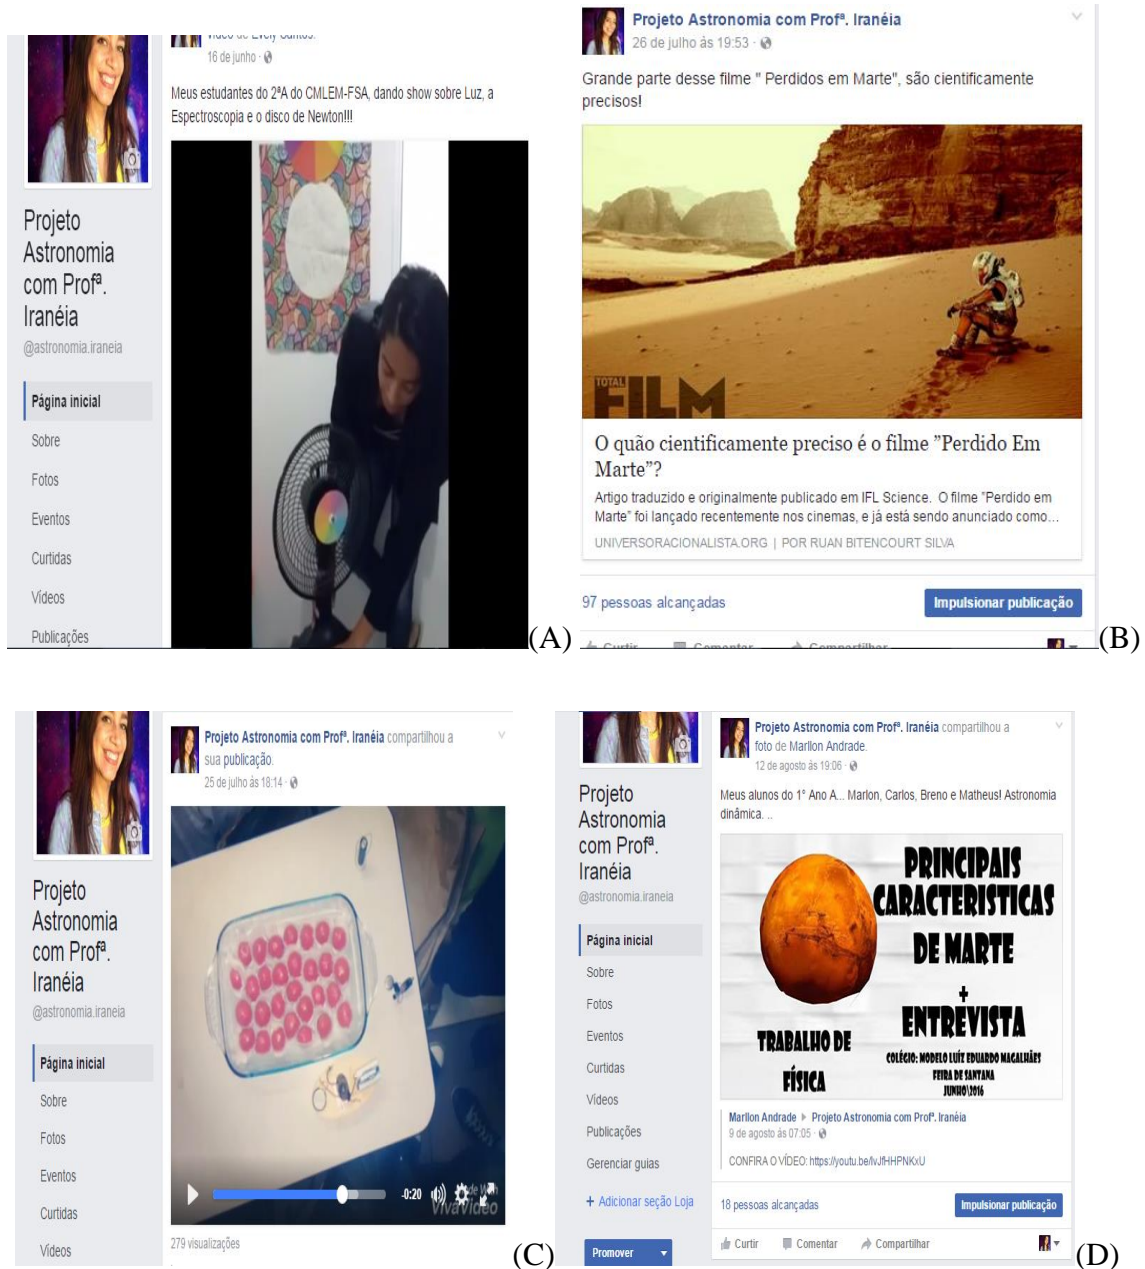 Vídeo de Evely Santos.
16 de junho
Meus estudantes do 2ªA do CMLEM-FSA, dando show sobre Luz, a
Espectroscopia e o disco de Newton!!!
Projeto
Astronomia
com Profª.
Iranéia
@astronomia.iraneia
Página inicial
Sobre
Fotos
Eventos
Curtidas
Vídeos
Publicações
(A)
Projeto Astronomia com Profª. Iranéia
26 de julho às 19:53
Grande parte desse filme " Perdidos em Marte", são cientificamente
precisos!
TOTAL
FILM
O quão cientificamente preciso é o filme "Perdido Em
Marte"?
Artigo traduzido e originalmente publicado em IFL Science. O filme "Perdido em
Marte" foi lançado recentemente nos cinemas, e já está sendo anunciado como...
UNIVERSORACIONALISTA.ORG | POR RUAN BITENCOURT SILVA
97 pessoas alcançadas
Impulsionar publicação
Curtir Comentar Compartilhar
(B)
Projeto Astronomia com Profª. Iranéia compartilhou a
sua publicação.
25 de julho às 18:14
Projeto
Astronomia
com Profª.
Iranéia
@astronomia.iraneia
Página inicial
Sobre
Fotos
Eventos
Curtidas
Vídeos
-0:20
VivaVideo
279 visualizações
(C)
Projeto Astronomia com Profª. Iranéia compartilhou a
foto de Marllon Andrade.
12 de agosto às 19:06
Meus alunos do 1° Ano A... Marlon, Carlos, Breno e Matheus! Astronomia
dinâmica. ..
Projeto
Astronomia
com Profª.
Iranéia
@astronomia.iraneia
Página inicial
Sobre
Fotos
Eventos
Curtidas
Vídeos
Publicações
Gerenciar guias
+ Adicionar seção Loja
Promover
PRINCIPAIS
CARACTERISTICAS
DE MARTE
+
ENTREVISTA
TRABALHO DE
FÍSICA
COLÉGIO: MODELO LUÍZ EDUARDO MAGALHÃES
FEIRA DE SANTANA
JUNHO\2016
Marllon Andrade Projeto Astronomia com Profª. Iranéia
9 de agosto às 07:05
CONFIRA O VÍDEO: https://youtu.be/IvJfHHPNKxU
18 pessoas alcançadas
Impulsionar publicação
Curtir Comentar Compartilhar
(D)